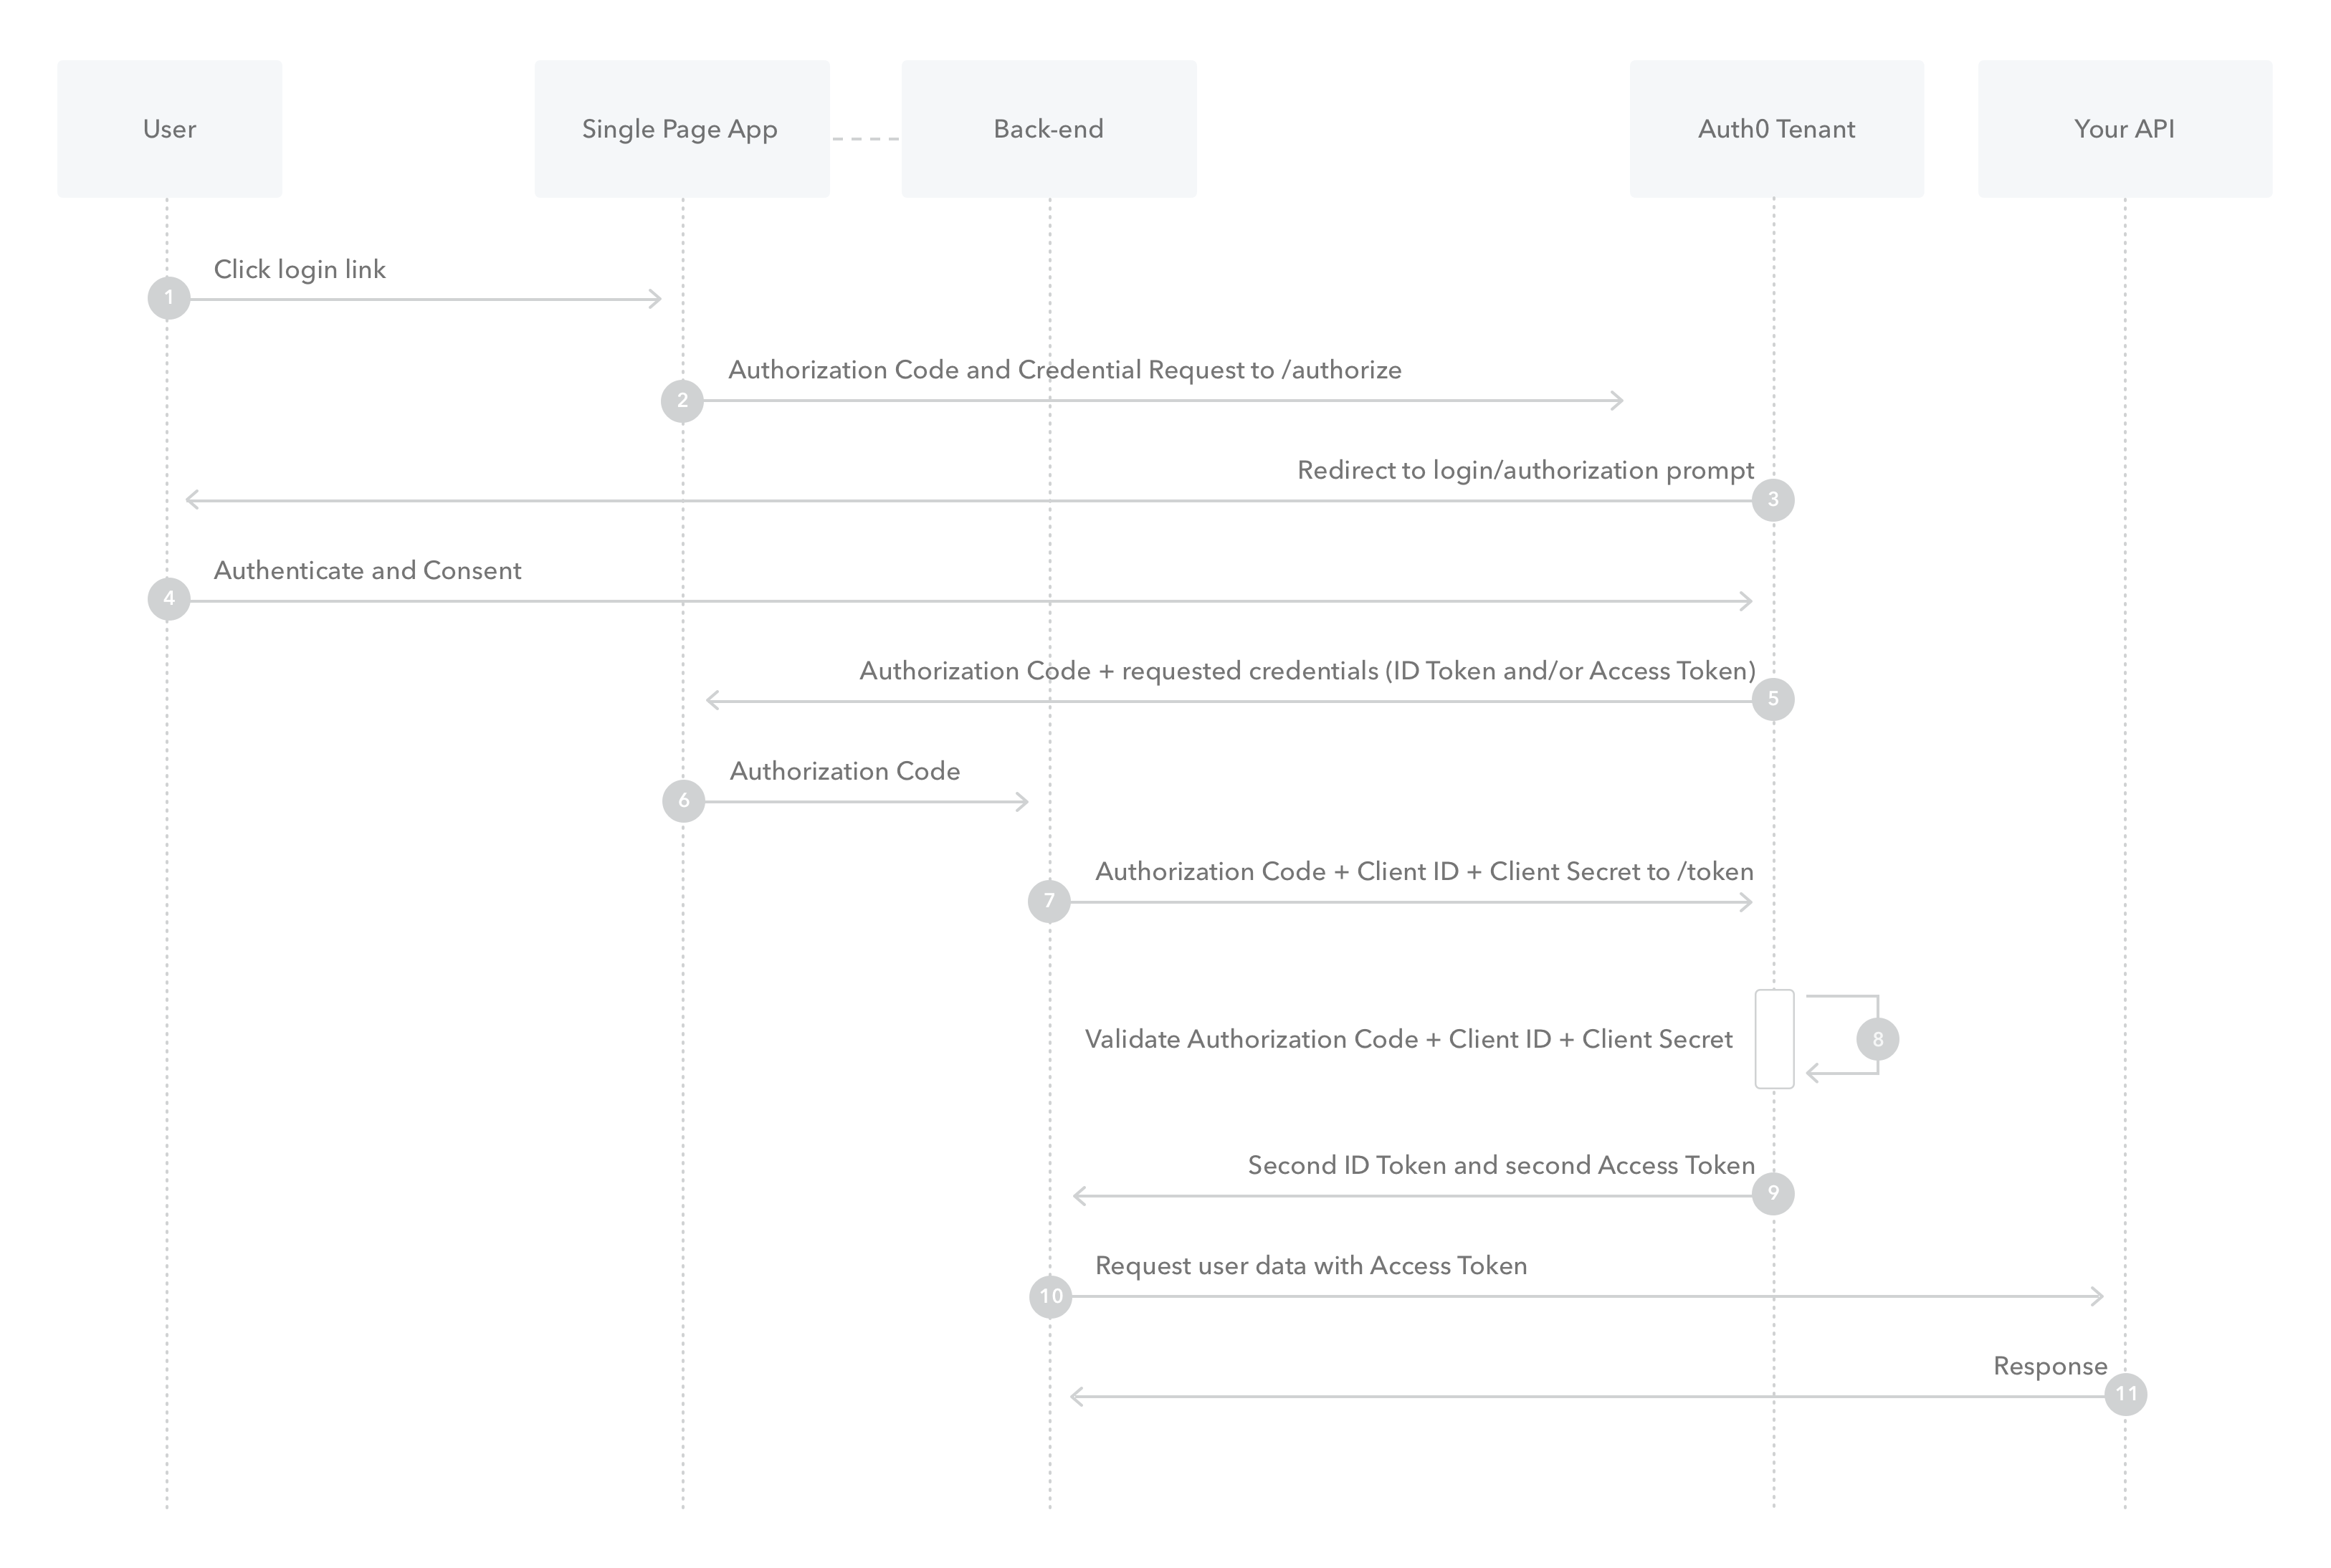 User
Single Page App
Back-end
Auth0 Tenant
Your API
Click login link
1
Authorization Code and Credential Request to /authorize
2
Redirect to login/authorization prompt
3
Authenticate and Consent
4
Authorization Code + requested credentials (ID Token and/or Access Token)
5
Authorization Code
6
Authorization Code + Client ID + Client Secret to /token
7
Validate Authorization Code + Client ID + Client Secret
8
Second ID Token and second Access Token
9
Request user data with Access Token
10
Response
11